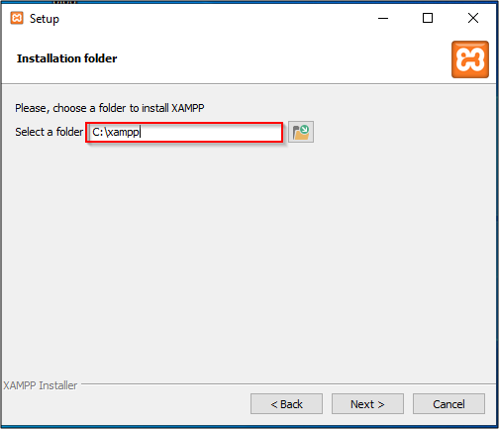 Setup
Installation folder
Please, choose a folder to install XAMPP
Select a folder C:\xampp
XAMPP Installer
< Back Next > Cancel